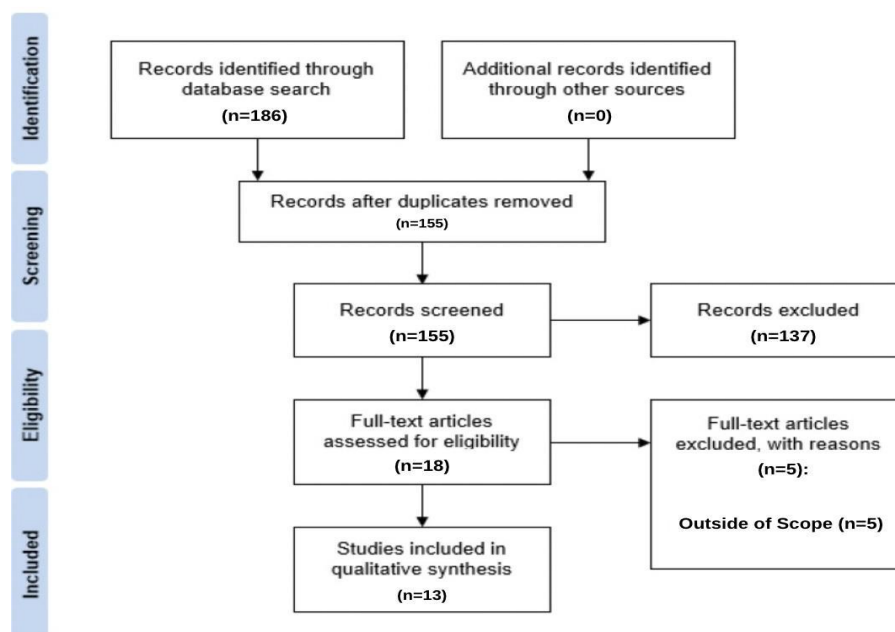 Identification
Records identified through
database search
(n=186)
Additional records identified
through other sources
(n=0)
Screening
Records after duplicates removed
(n=155)
Records screened
(n=155)
Records excluded
(n=137)
Eligibility
Full-text articles
assessed for eligibility
(n=18)
Full-text articles
excluded, with reasons
(n=5):
Outside of Scope (n=5)
Included
Studies included in
qualitative synthesis
(n=13)